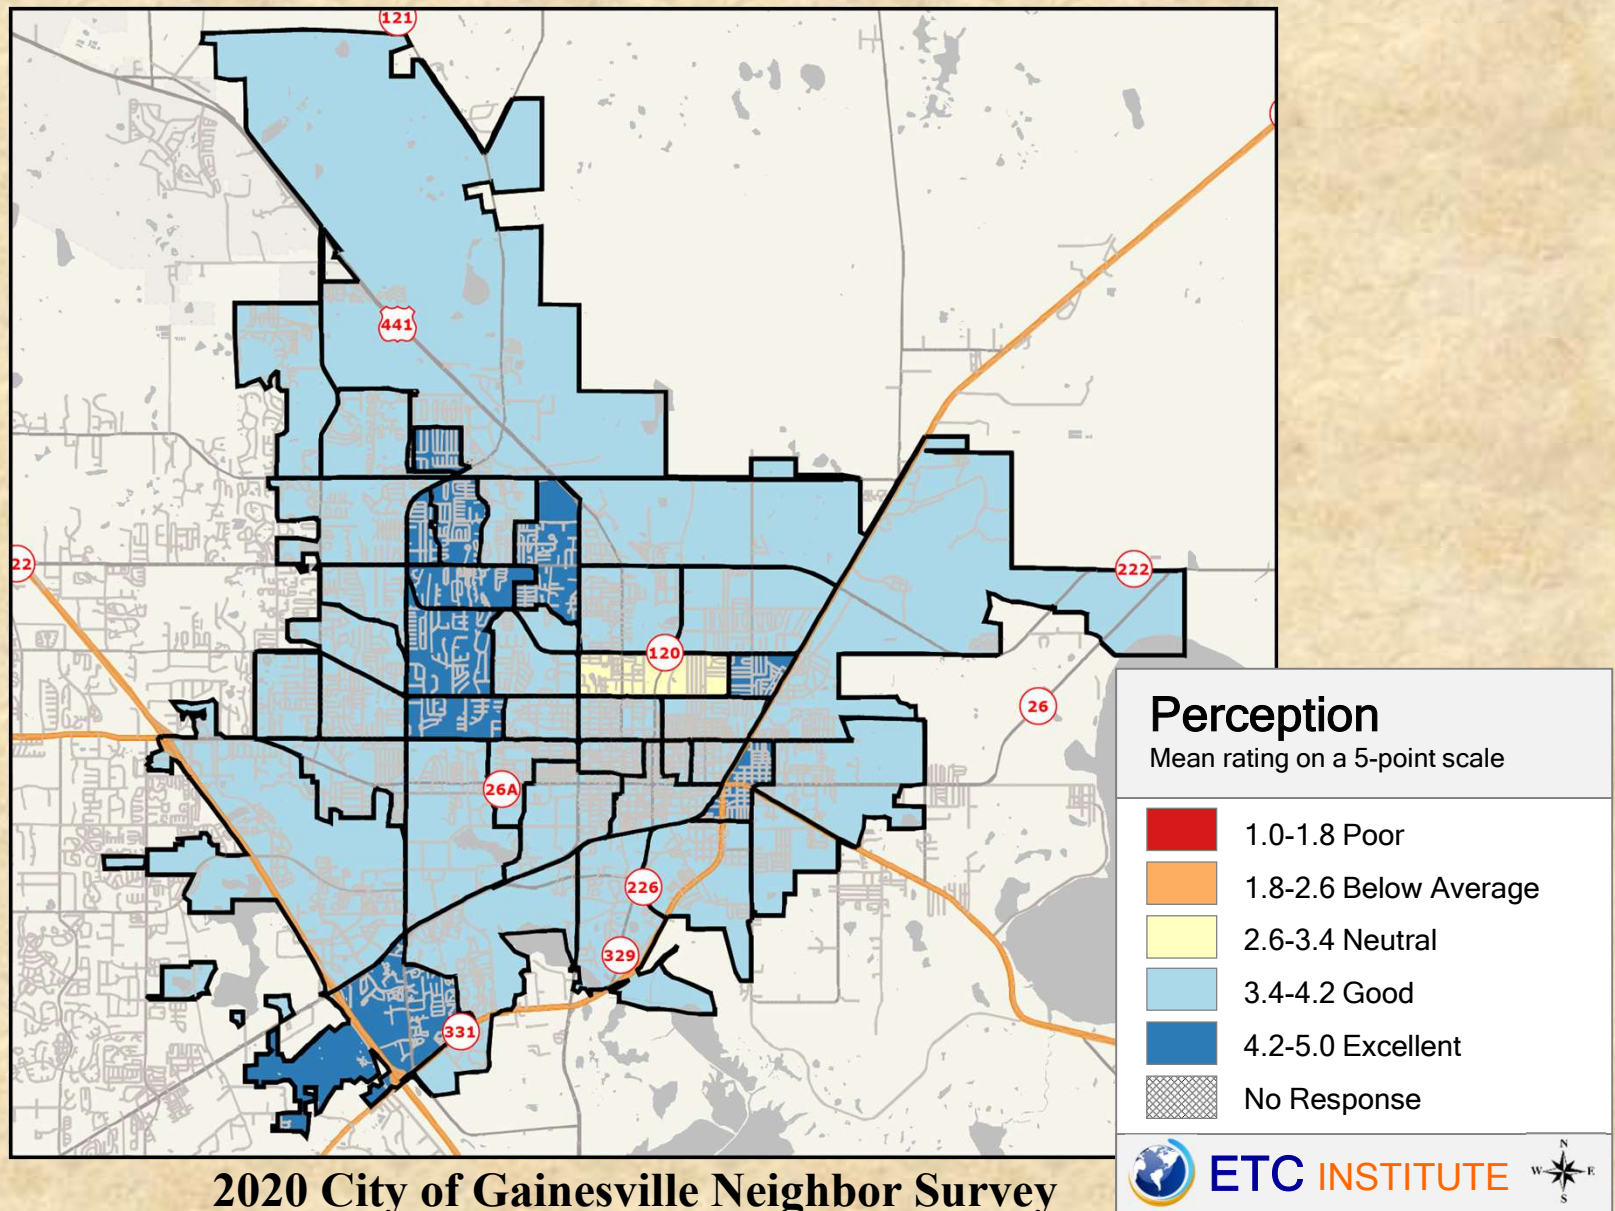 121
441
22
222
120
26
26A
226
329
331
Perception
Mean rating on a 5-point scale
1.0-1.8 Poor
1.8-2.6 Below Average
2.6-3.4 Neutral
3.4-4.2 Good
4.2-5.0 Excellent
No Response
ETC INSTITUTE
N
W E
S
2020 City of Gainesville Neighbor Survey